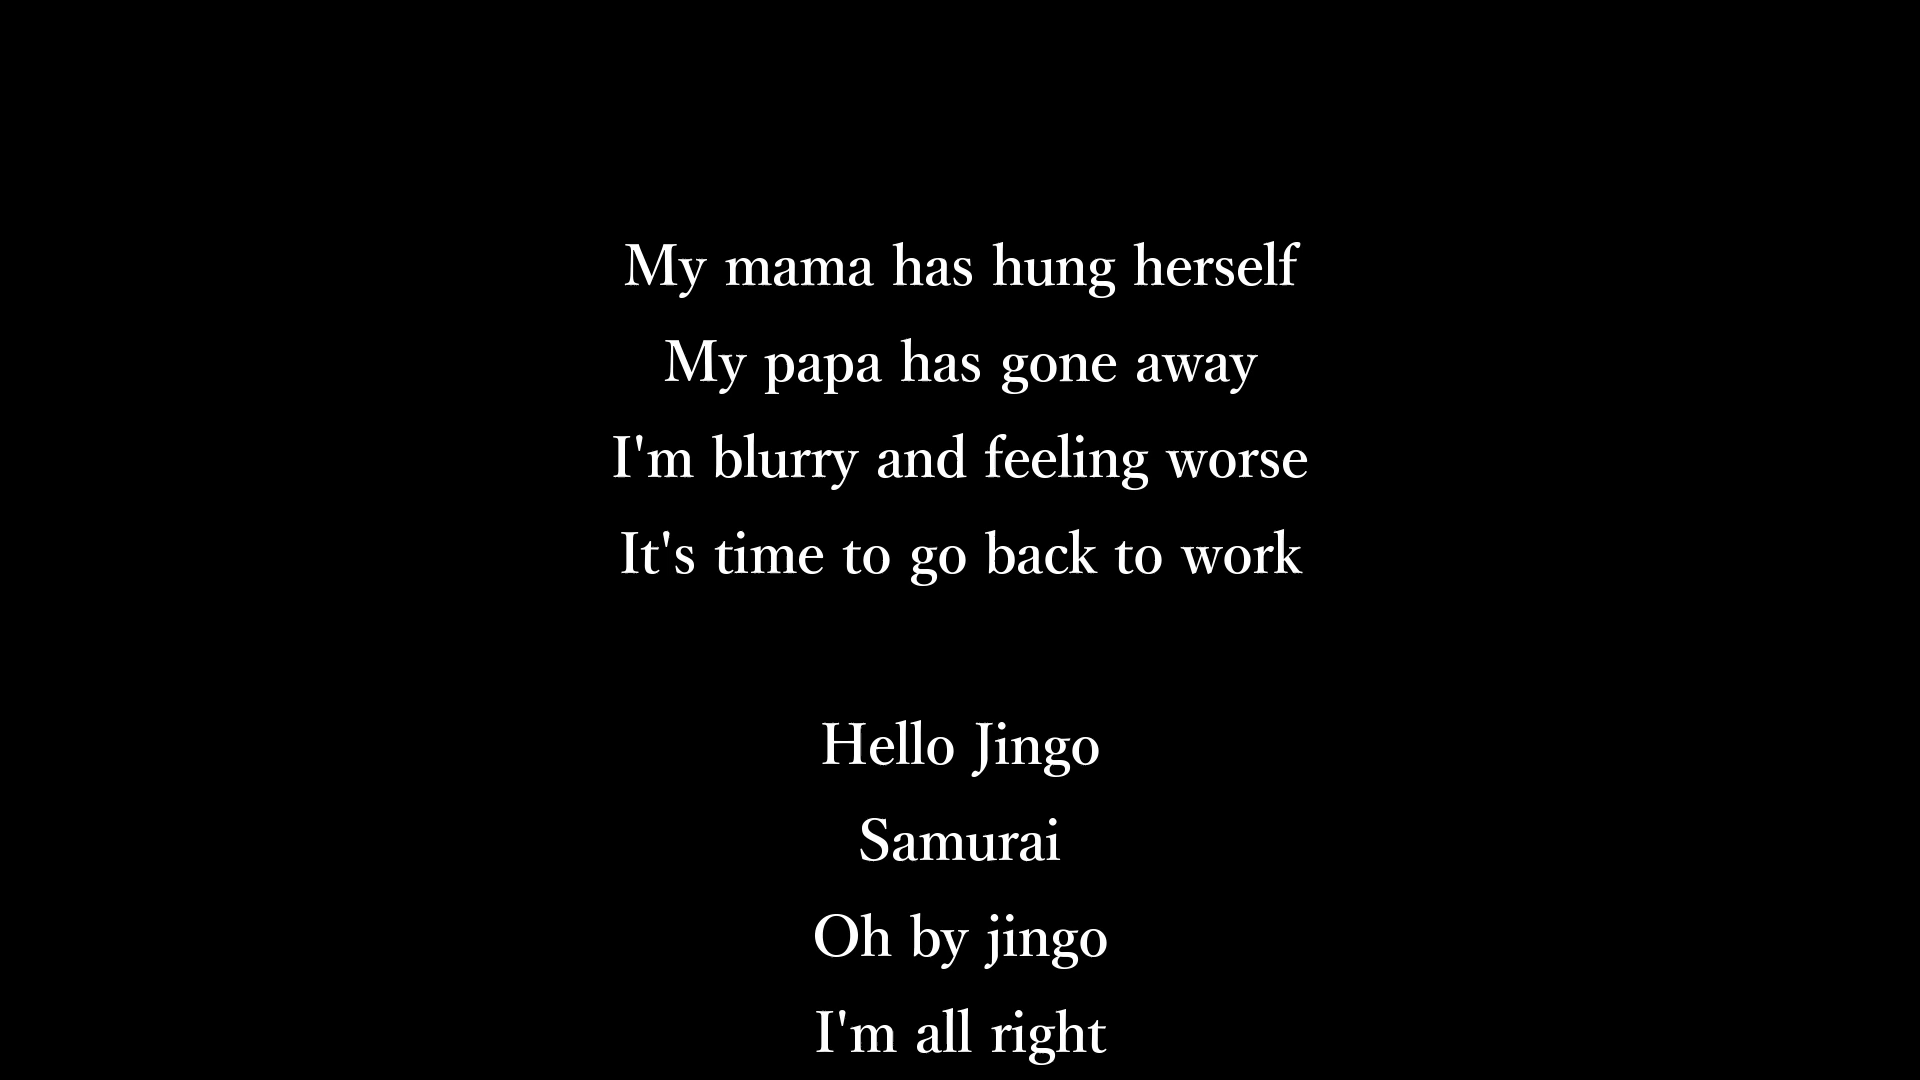 My mama has hung herself
My papa has gone away
I'm blurry and feeling worse
It's time to go back to work
Hello Jingo
Samurai
Oh by jingo
I'm all right